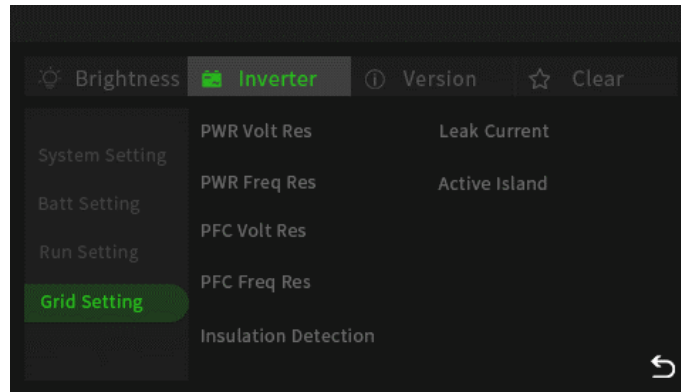 Brightness Inverter Version Clear
PWR Volt Res Leak Current
System Setting
PWR Freq Res Active Island
Batt Setting
PFC Volt Res
Run Setting
PFC Freq Res
Grid Setting
Insulation Detection